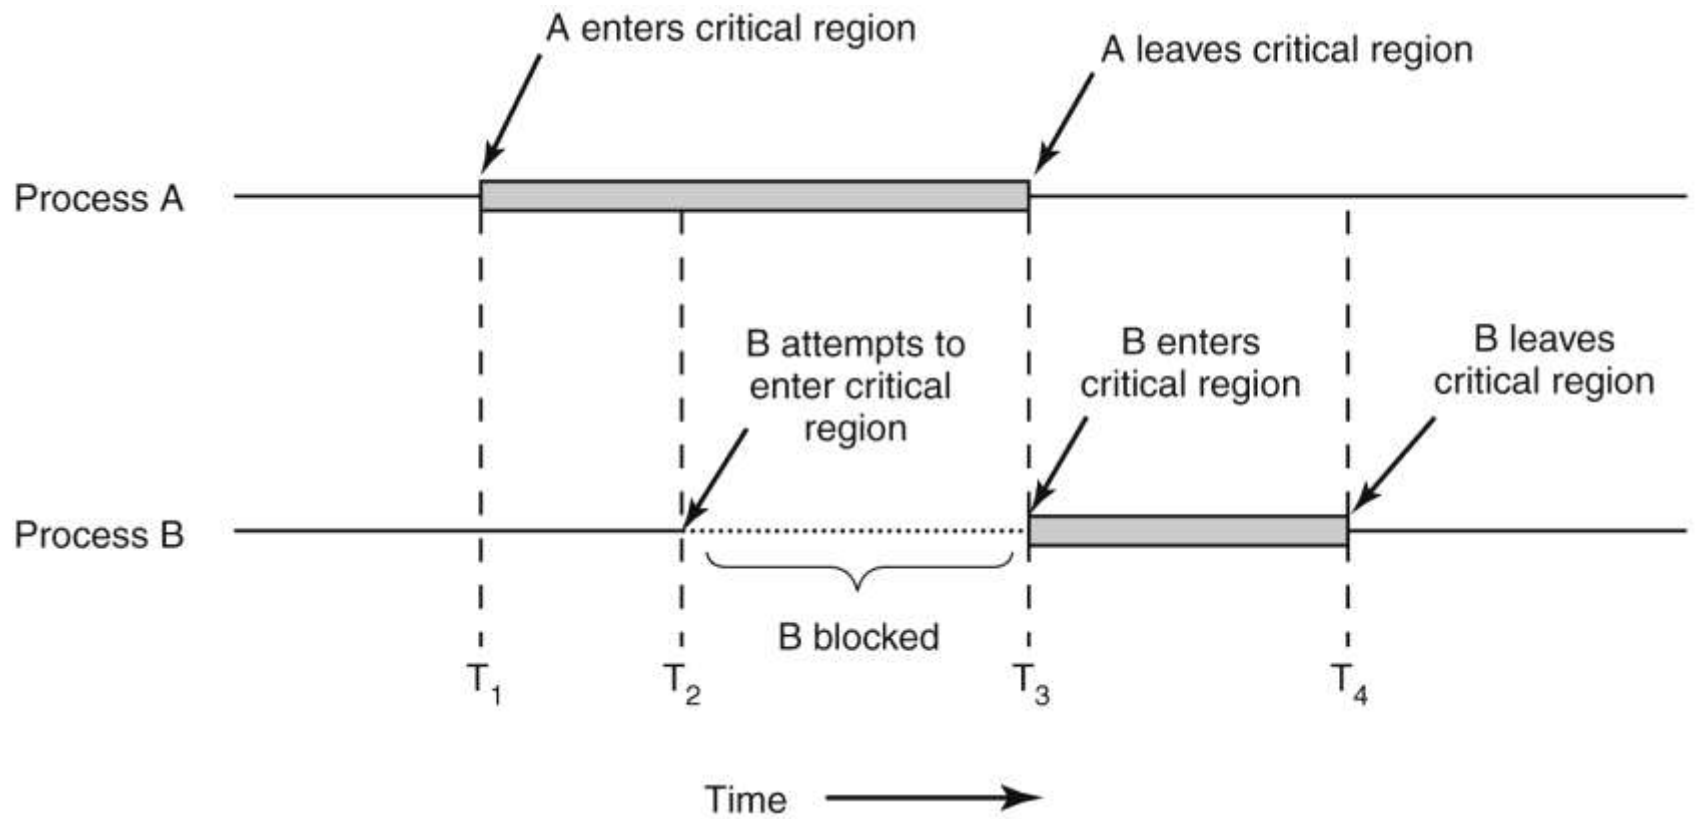 A enters critical region
A leaves critical region
Process A
B attempts to
enter critical
region
B enters
critical region
B leaves
critical region
Process B
B blocked
T1
T2
T3
T4
Time